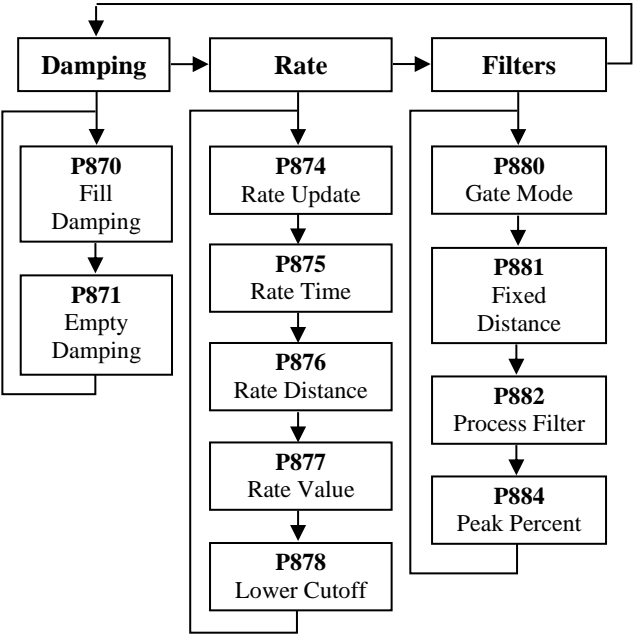 Damping
Rate
Filters
P870
Fill
Damping
P871
Empty
Damping
P874
Rate Update
P875
Rate Time
P876
Rate Distance
P877
Rate Value
P878
Lower Cutoff
P880
Gate Mode
P881
Fixed
Distance
P882
Process Filter
P884
Peak Percent